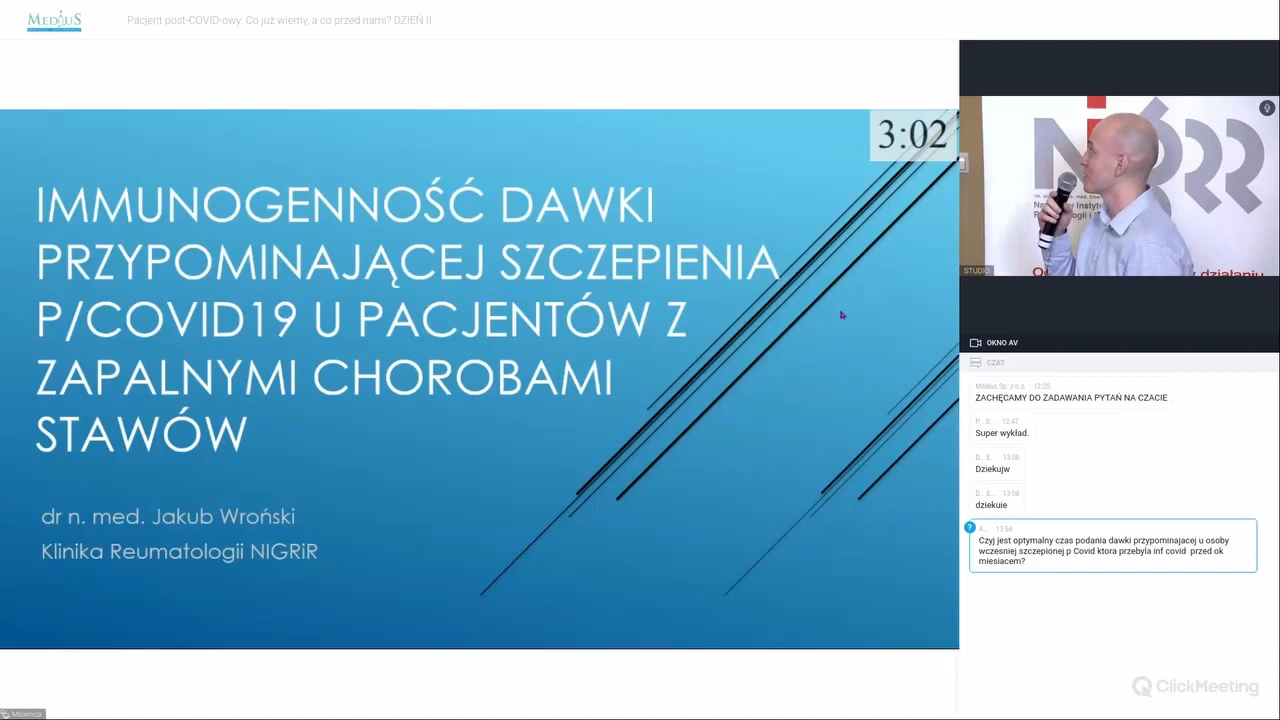 MEDIUS
Pacjent post-COVID-owy. Co już wiemy, a co przed nami? DZIEŃ II
3:02
IMMUNOGENNOŚĆ DAWKI
PRZYPOMINAJĄCEJ SZCZEPIENIA
P/COVID19 U PACJENTÓW Z
ZAPALNYMI CHOROBAMI
STAWÓW
dr n. med. Jakub Wroński
Klinika Reumatologii NIGRiR
STUDIO
OKNO AV
CZAT
Medius Sp. z o.o. 12:25
ZACHĘCAMY DO ZADAWANIA PYTAŃ NA CZACIE
P... S... 12:47
Super wykład.
D... E... 13:08
Dziekujw
D... E... 13:08
dziekuie
? A... 13:50
Czyj jest optymalny czas podania dawki przypominajacej u osoby
wczesniej szczepionej p Covid ktora przebyla inf covid przed ok
miesiacem?
ClickMeeting
Mównica